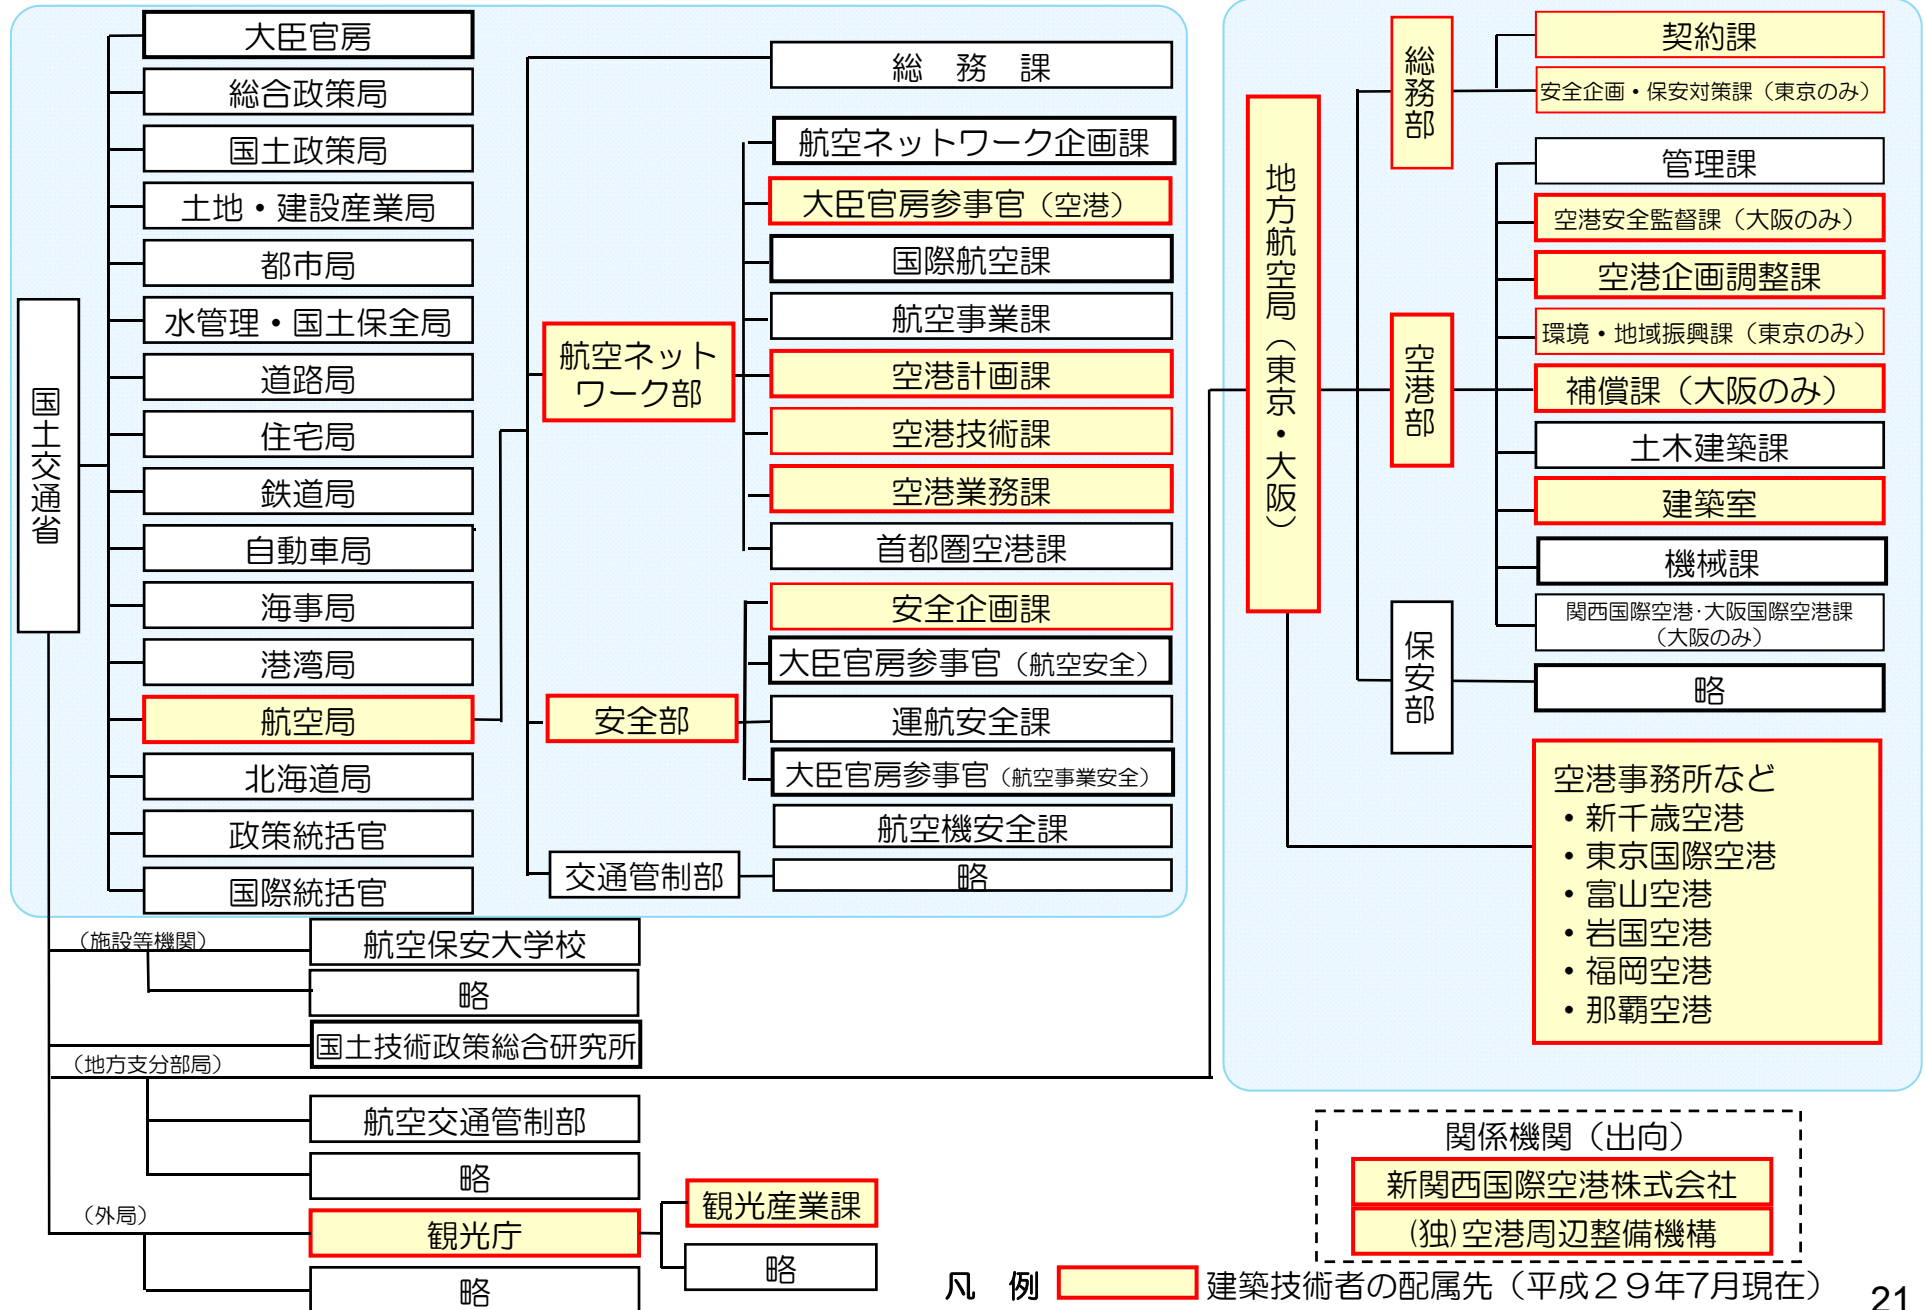 国土交通省
大臣官房
総合政策局
国土政策局
土地・建設産業局
都市局
水管理・国土保全局
道路局
住宅局
鉄道局
自動車局
海事局
港湾局
航空局
北海道局
政策統括官
国際統括官
総　務　課
航空ネット
ワーク部
航空ネットワーク企画課
大臣官房参事官（空港）
国際航空課
航空事業課
空港計画課
空港技術課
空港業務課
首都圏空港課
安全部
安全企画課
大臣官房参事官（航空安全）
運航安全課
大臣官房参事官（航空事業安全）
航空機安全課
交通管制部
略
（施設等機関）
航空保安大学校
略
国土技術政策総合研究所
（地方支分部局）
航空交通管制部
略
（外局）
観光庁
観光産業課
略
略
地方航空局（東京・大阪）
総務部
契約課
安全企画・保安対策課（東京のみ）
空港部
管理課
空港安全監督課（大阪のみ）
空港企画調整課
環境・地域振興課（東京のみ）
補償課（大阪のみ）
土木建築課
建築室
機械課
関西国際空港・大阪国際空港課
（大阪のみ）
保安部
略
空港事務所など
・新千歳空港
・東京国際空港
・富山空港
・岩国空港
・福岡空港
・那覇空港
関係機関（出向）
新関西国際空港株式会社
(独)空港周辺整備機構
凡　例
建築技術者の配属先（平成２９年7月現在）
21